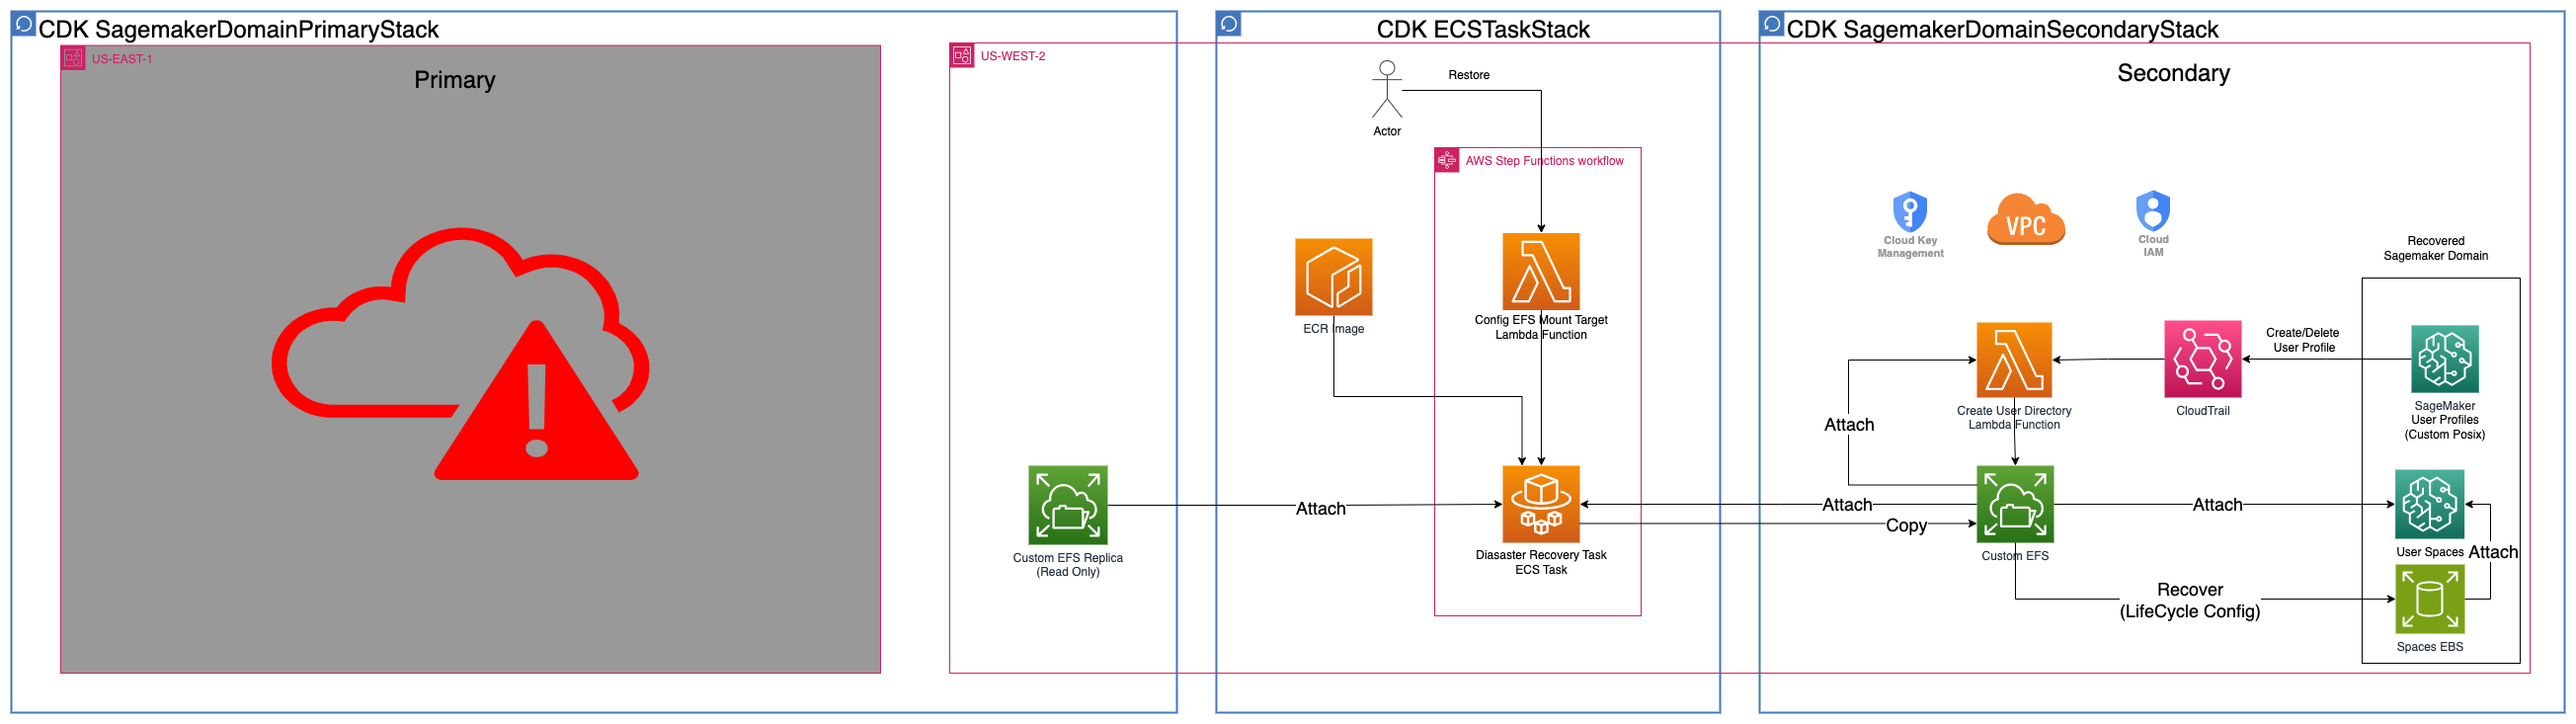 CDK SagemakerDomainPrimaryStack
US-EAST-1
Primary
US-WEST-2
Custom EFS Replica
(Read Only)
CDK ECSTaskStack
Restore
Actor
AWS Step Functions workflow
ECR Image
Config EFS Mount Target
Lambda Function
Attach
Diasaster Recovery Task
ECS Task
CDK SagemakerDomainSecondaryStack
Secondary
Cloud Key
Management
VPC
Cloud
IAM
Recovered
Sagemaker Domain
Create/Delete
User Profile
Create User Directory
Lambda Function
CloudTrail
SageMaker
User Profiles
(Custom Posix)
Attach
Attach
Copy
Custom EFS
Attach
User Spaces
Attach
Recover
(LifeCycle Config)
Spaces EBS